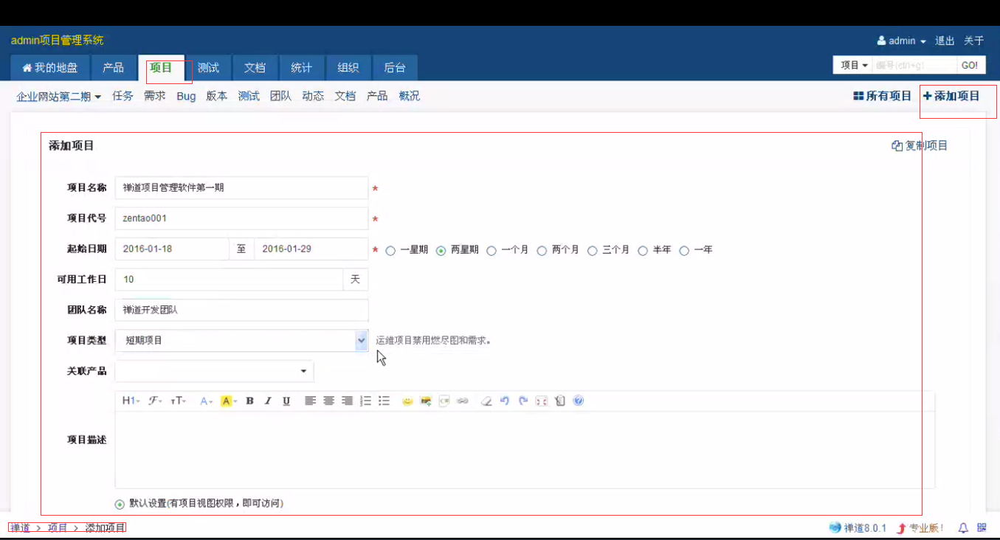 admin项目管理系统 admin 退出 关于
我的地盘 产品 项目 测试 文档 统计 组织 后台 项目 编号(ctrl+g) GO!
企业网站第二期 任务 需求 Bug 版本 测试 团队 动态 文档 产品 概况 所有项目 +添加项目
添加项目 复制项目
项目名称 禅道项目管理软件第一期 *
项目代号 zentao001 *
起始日期 2016-01-18 至 2016-01-29 * 一星期 两星期 一个月 两个月 三个月 半年 一年
可用工作日 10 天
团队名称 禅道开发团队
项目类型 短期项目 运维项目禁用燃尽图和需求。
关联产品
H1 F TT A A B I U
项目描述
默认设置(有项目视图权限，即可访问)
禅道 > 项目 > 添加项目 禅道8.0.1 专业版!